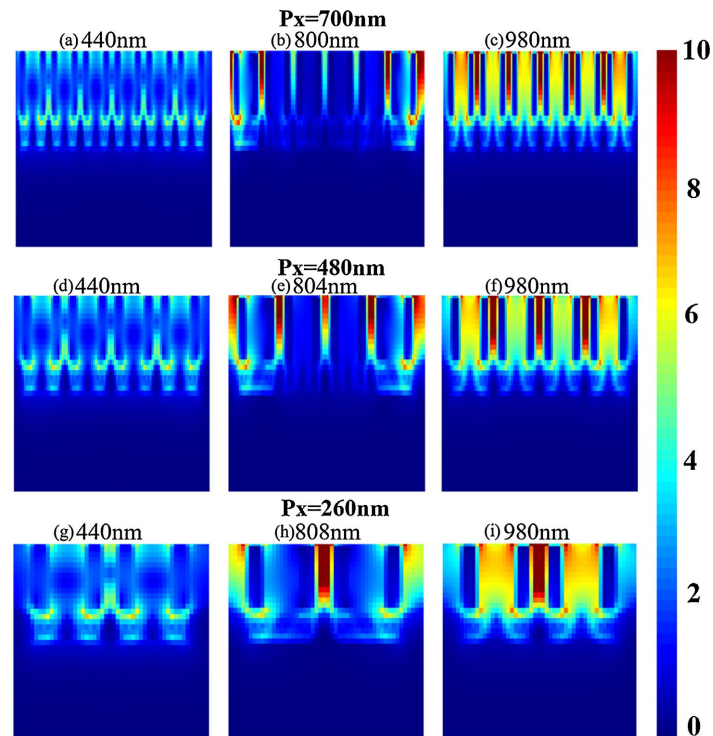 Px=700nm
(a) 440nm
(b) 800nm
(c) 980nm
Px=480nm
(d) 440nm
(e) 804nm
(f) 980nm
Px=260nm
(g) 440nm
(h) 808nm
(i) 980nm
10
8
6
4
2
0